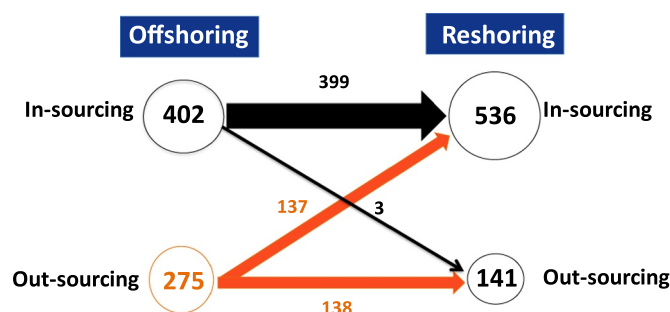 Offshoring
Reshoring
399
In-sourcing
402
536
In-sourcing
137
3
Out-sourcing
275
141
Out-sourcing
138